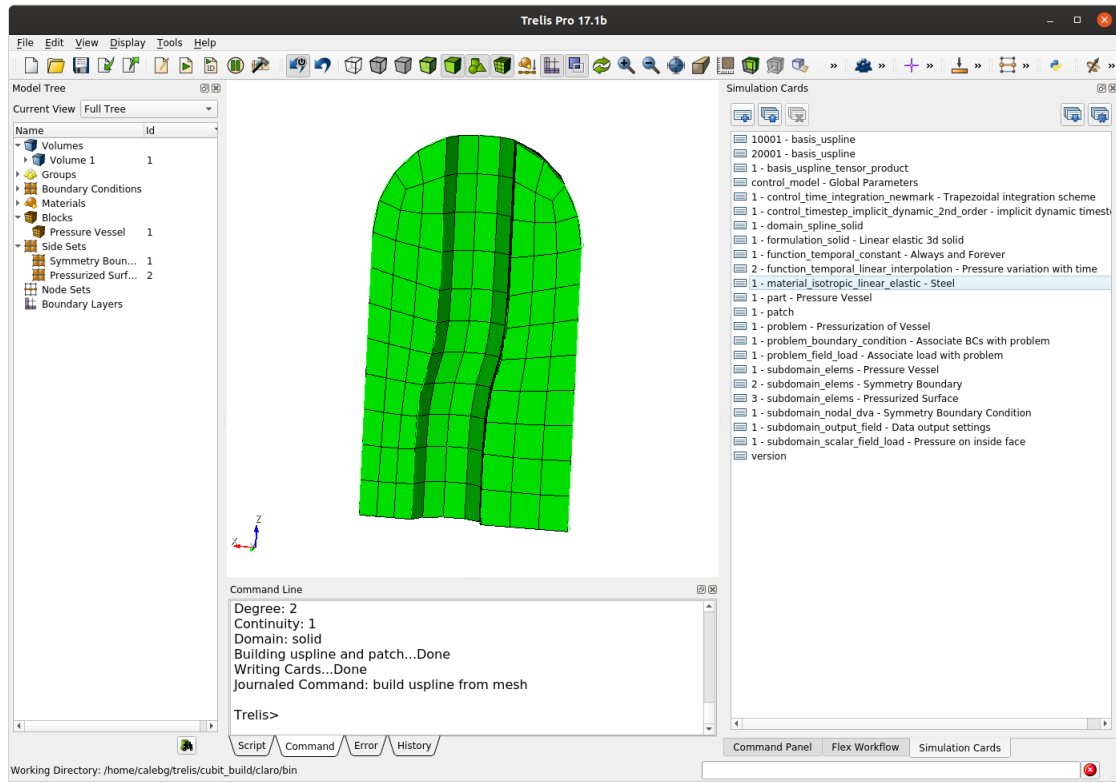 Trelis Pro 17.1b
File Edit View Display Tools Help
Model Tree
Current View Full Tree
Name Id
Volumes
Volume 1 1
Groups
Boundary Conditions
Materials
Blocks
Pressure Vessel 1
Side Sets
Symmetry Boun... 1
Pressurized Surf... 2
Node Sets
Boundary Layers
Z
X
Command Line
Degree: 2
Continuity: 1
Domain: solid
Building uspline and patch...Done
Writing Cards...Done
Journaled Command: build uspline from mesh
Trelis>
Script Command Error History
Simulation Cards
10001 - basis_uspline
20001 - basis_uspline
1 - basis_uspline_tensor_product
control_model - Global Parameters
1 - control_time_integration_newmark - Trapezoidal integration scheme
1 - control_timestep_implicit_dynamic_2nd_order - implicit dynamic timest
1 - domain_spline_solid
1 - formulation_solid - Linear elastic 3d solid
1 - function_temporal_constant - Always and Forever
2 - function_temporal_linear_interpolation - Pressure variation with time
1 - material_isotropic_linear_elastic - Steel
1 - part - Pressure Vessel
1 - patch
1 - problem - Pressurization of Vessel
1 - problem_boundary_condition - Associate BCs with problem
1 - problem_field_load - Associate load with problem
1 - subdomain_elems - Pressure Vessel
2 - subdomain_elems - Symmetry Boundary
3 - subdomain_elems - Pressurized Surface
1 - subdomain_nodal_dva - Symmetry Boundary Condition
1 - subdomain_output_field - Data output settings
1 - subdomain_scalar_field_load - Pressure on inside face
version
Command Panel Flex Workflow Simulation Cards
Working Directory: /home/calebg/trelis/cubit_build/claro/bin